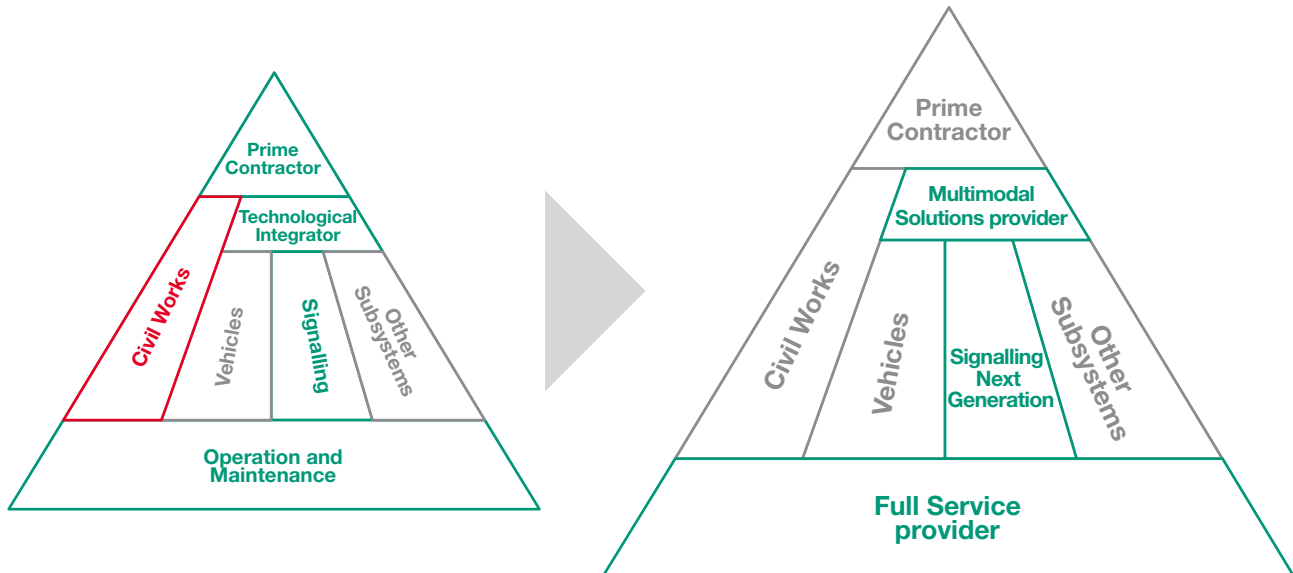 Prime
Contractor
Technological
Integrator
Civil Works
Vehicles
Signalling
Other
Subsystems
Operation and
Maintenance
Prime
Contractor
Multimodal
Solutions provider
Civil Works
Vehicles
Signalling
Next
Generation
Other
Subsystems
Full Service
provider